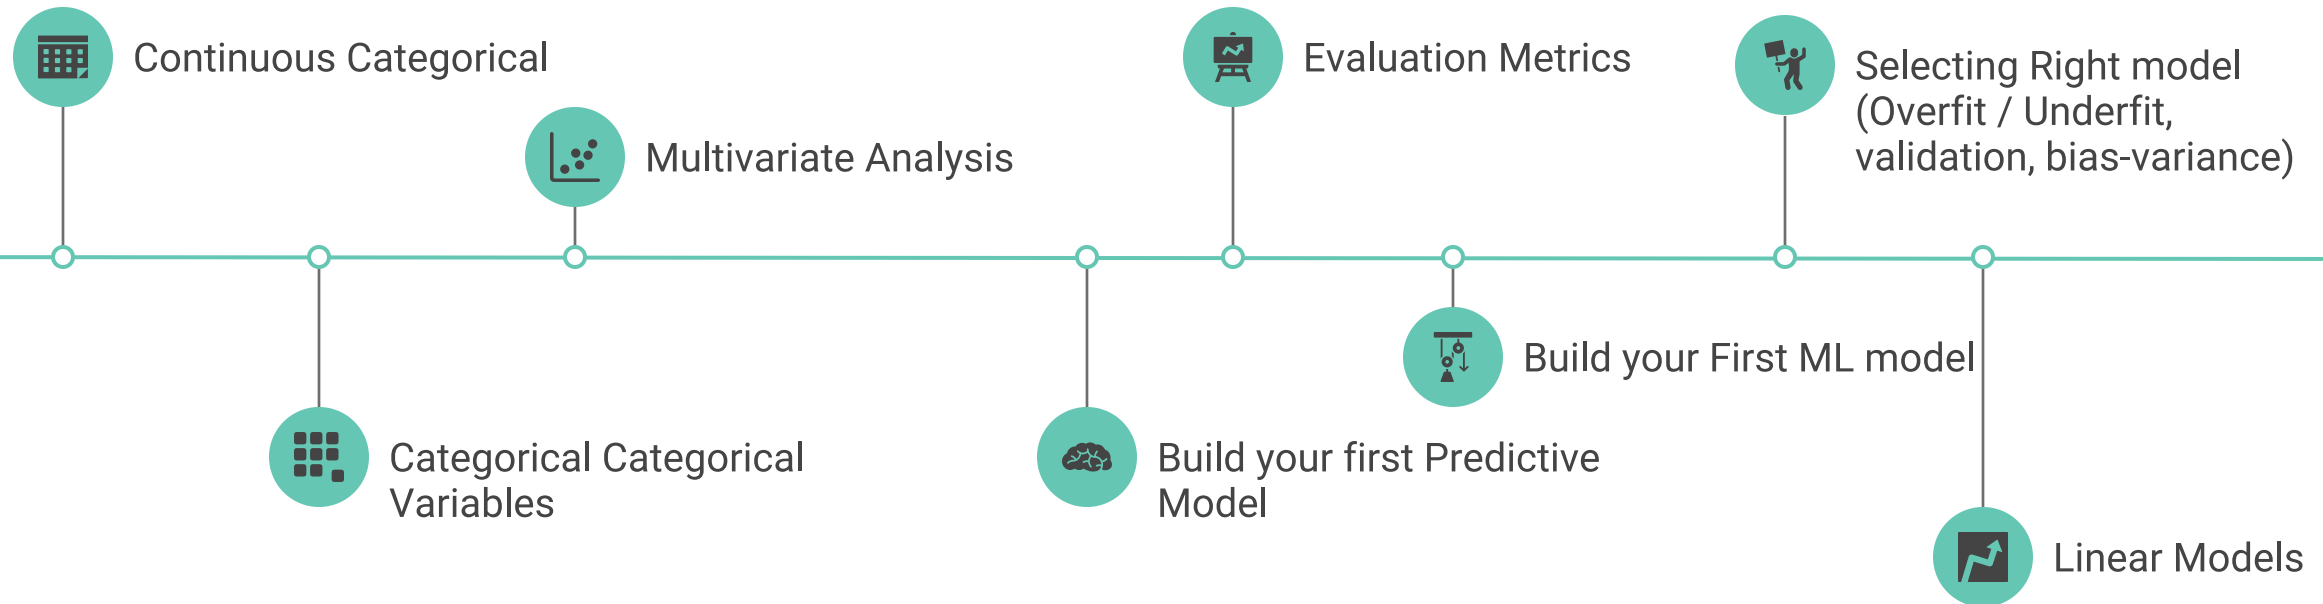 Continuous Categorical
Categorical Categorical
Variables
Multivariate Analysis
Build your first Predictive
Model
Evaluation Metrics
Build your First ML model
Selecting Right model
(Overfit / Underfit,
validation, bias-variance)
Linear Models